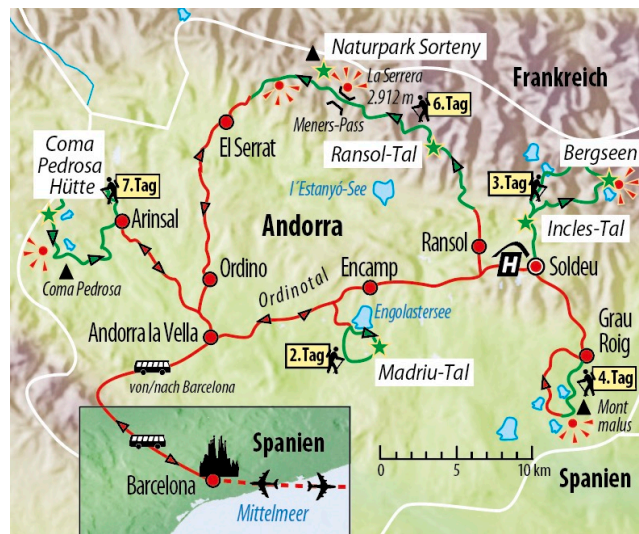 Naturpark Sorteny
La Serrera
2.912 m
Frankreich
6.Tag
Meners-Pass
El Serrat
Ransol-Tal
Coma
Pedrosa
Hütte
7.Tag
Arinsal
Bergseen
3.Tag
l´Estanyó-See
Incles-Tal
Andorra
Ransol
H
Soldeu
Coma Pedrosa
Ordino
Ordinotal
Encamp
Engolastersee
Andorra la Vella
Grau
Roig
2.Tag
Madriu-Tal
4.Tag
Mont
malus
von/nach Barcelona
Spanien
Barcelona
Mittelmeer
0 5 10 km
Spanien